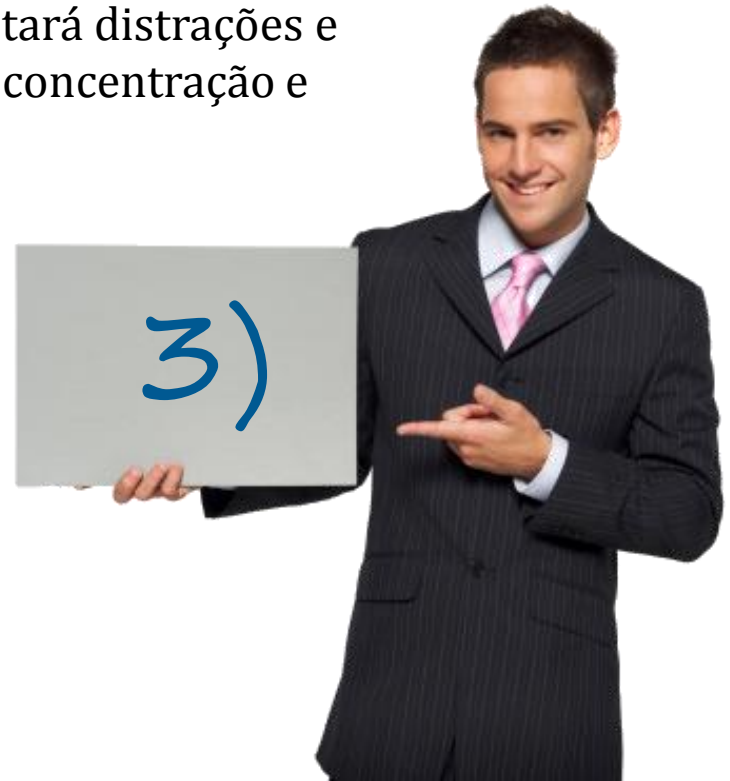 tará distrações e
concentração e
3)